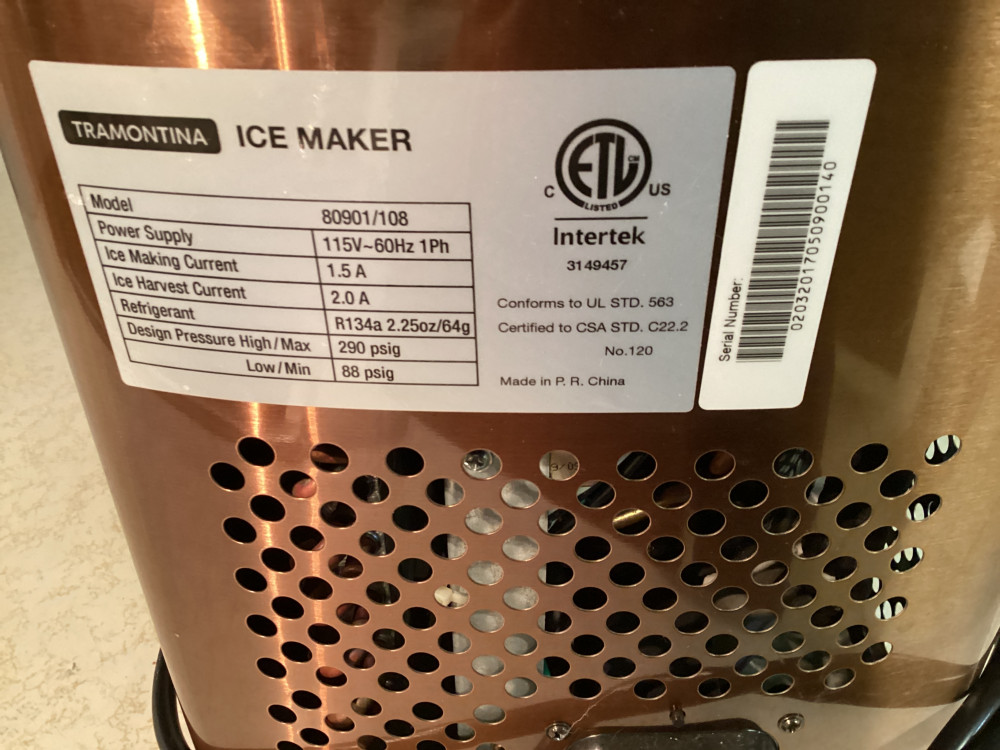 TRAMONTINA ICE MAKER
Model 80901/108
Power Supply 115V~60Hz 1Ph
Ice Making Current 1.5 A
Ice Harvest Current 2.0 A
Refrigerant R134a 2.25oz/64g
Design Pressure High/Max 290 psig
Low/Min 88 psig
C ETL CM US
LISTED
Intertek
3149457
Conforms to UL STD. 563
Certified to CSA STD. C22.2
No.120
Made in P. R. China
Serial Number:
02032017050900140